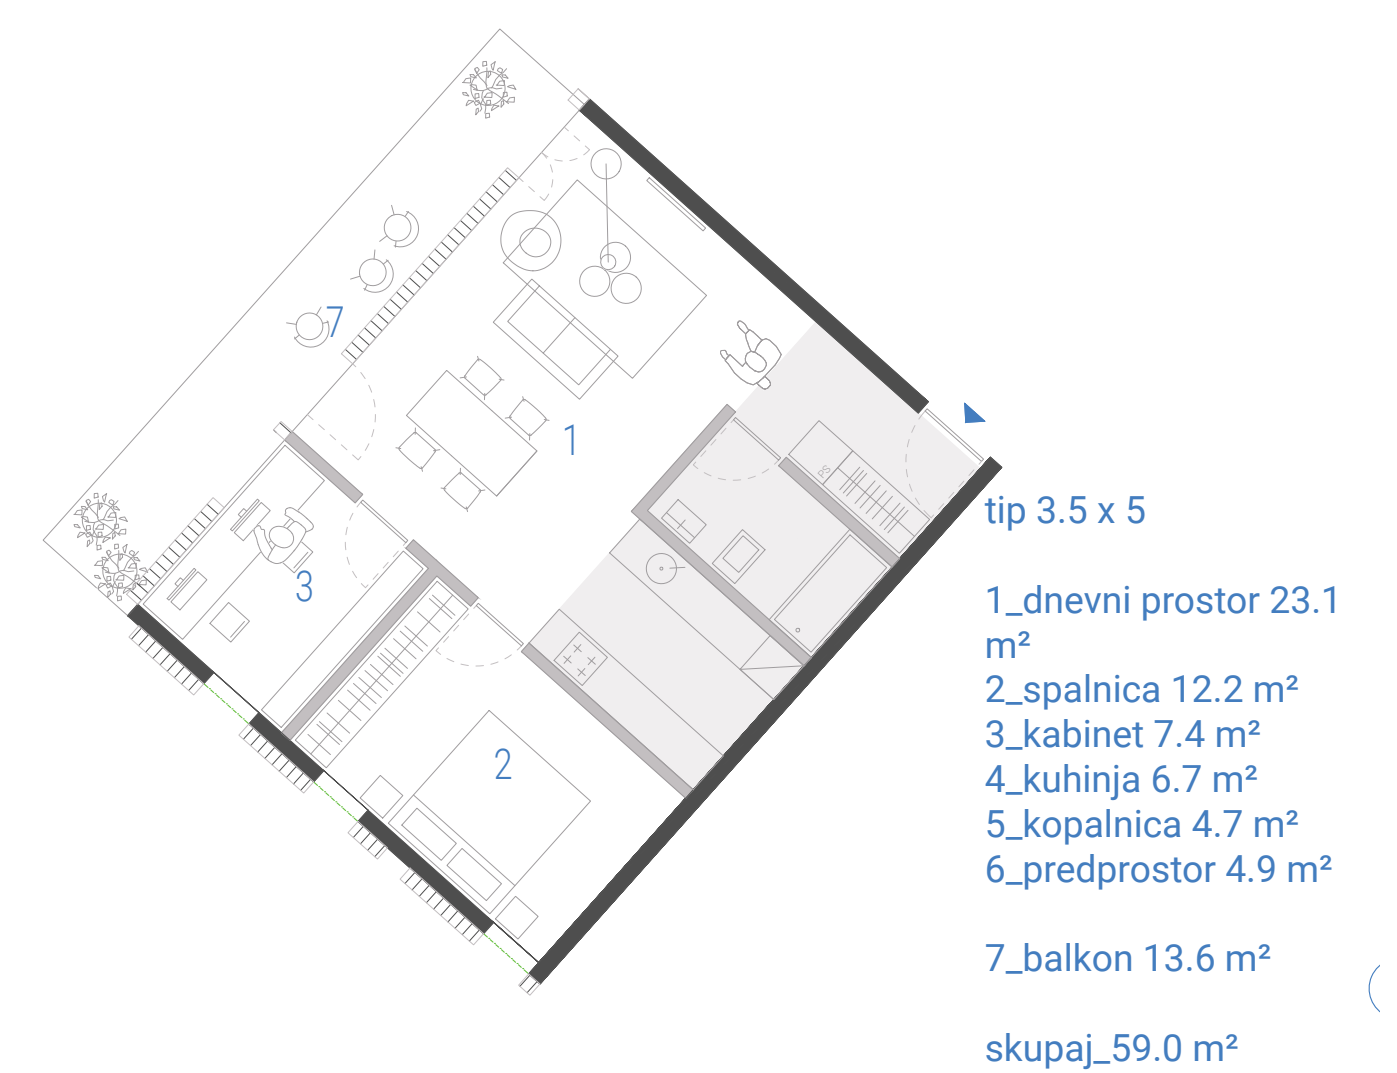 7
1
3
2
PS
tip 3.5 x 5
1_dnevni prostor 23.1
m²
2_spalnica 12.2 m²
3_kabinet 7.4 m²
4_kuhinja 6.7 m²
5_kopalnica 4.7 m²
6_predprostor 4.9 m²
7_balkon 13.6 m²
skupaj_59.0 m²